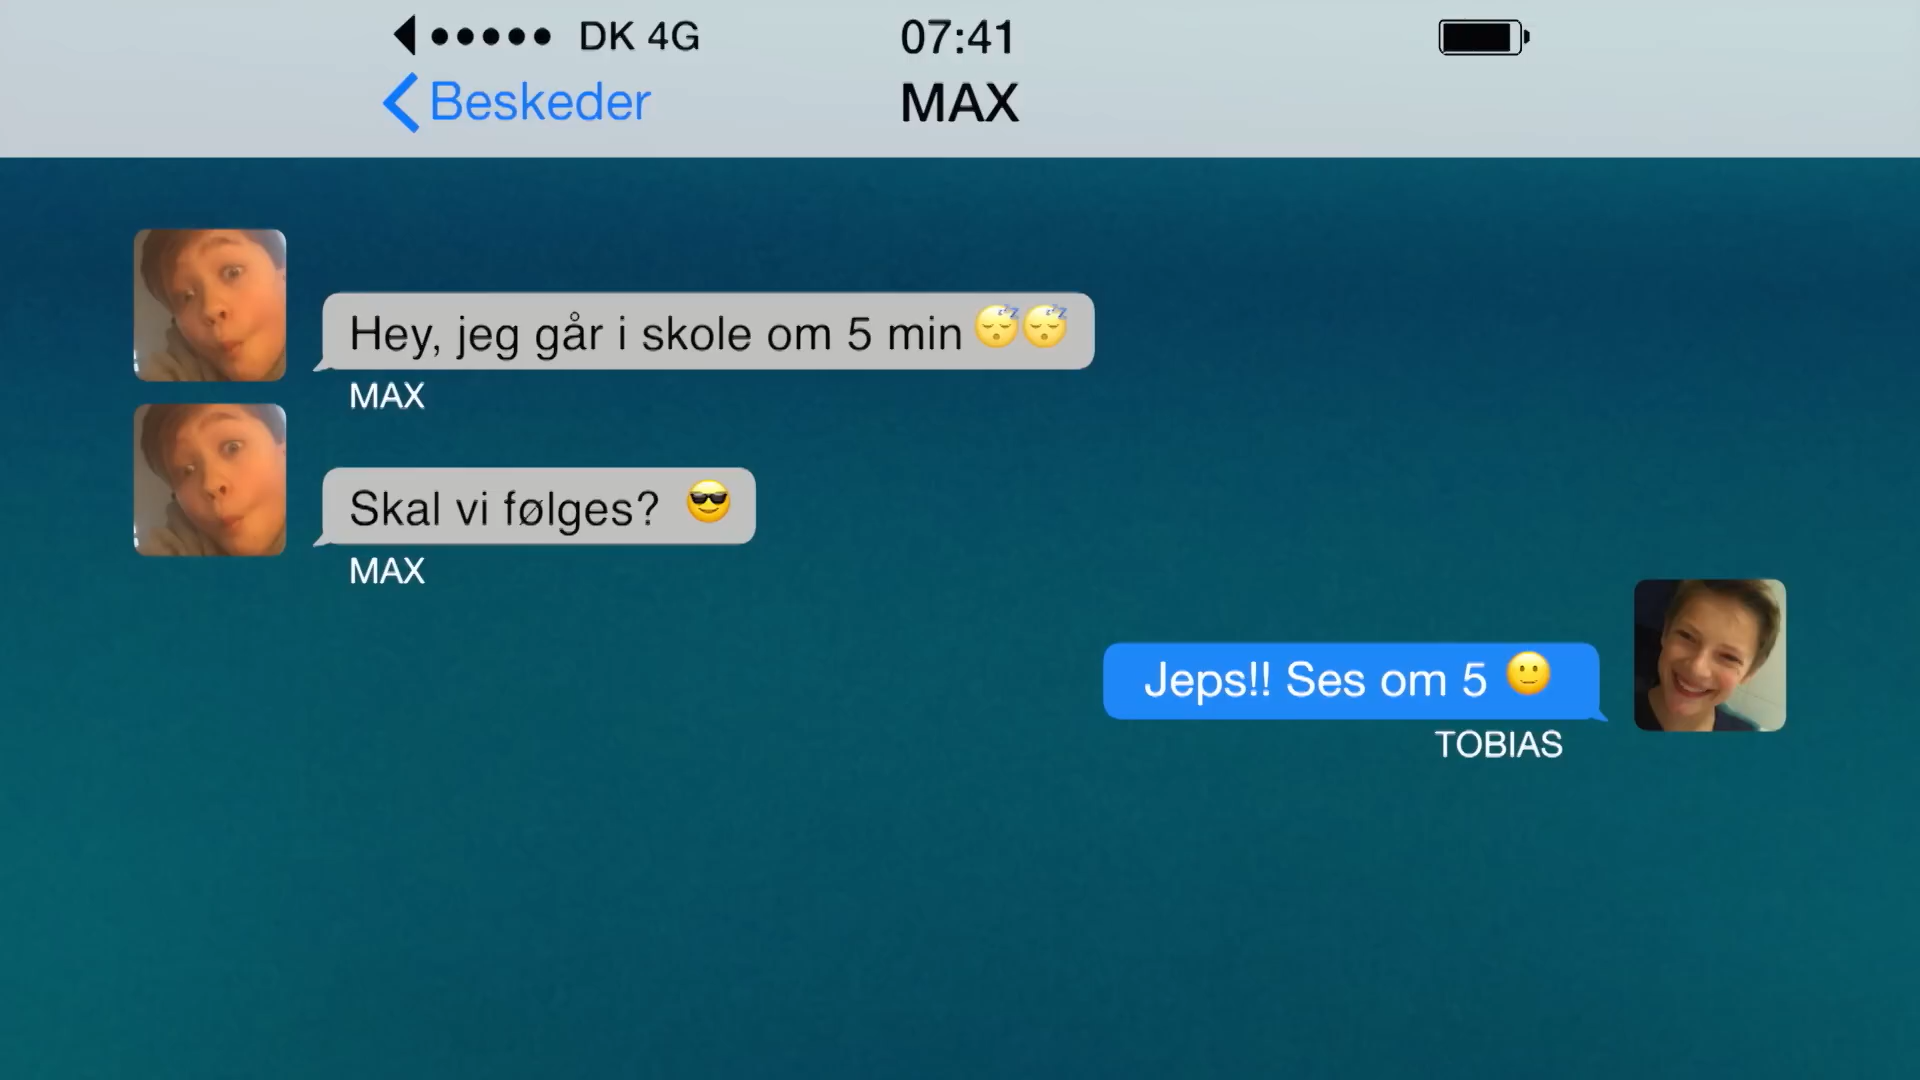 DK 4G
07:41
Beskeder
MAX
Hey, jeg går i skole om 5 min 😴😴
MAX
Skal vi følges? 😎
MAX
Jeps!! Ses om 5 🙂
TOBIAS